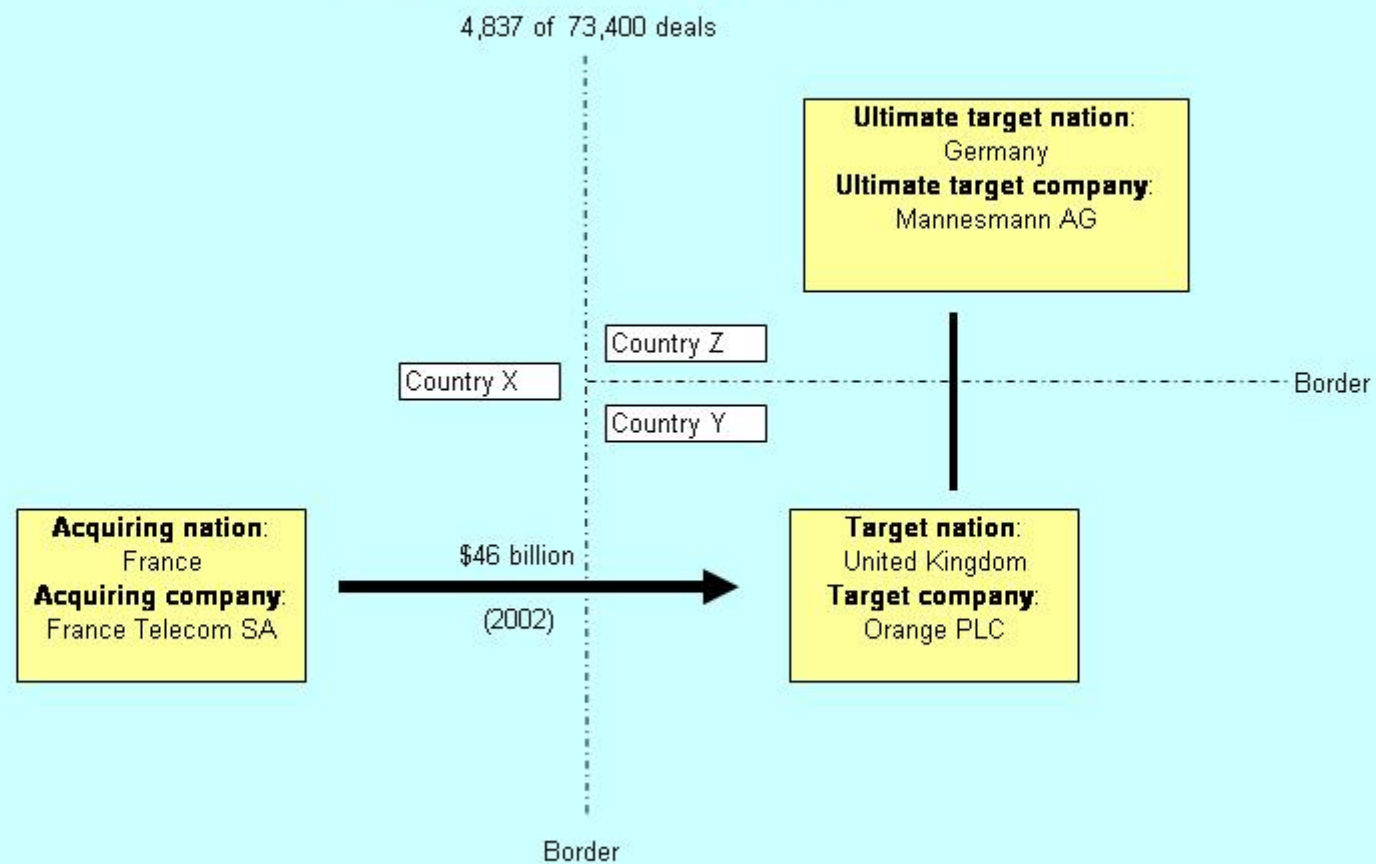 4,837 of 73,400 deals
Ultimate target nation:
Germany
Ultimate target company:
Mannesmann AG
Country Z
Country X
Border
Country Y
Acquiring nation:
France
Acquiring company:
France Telecom SA
$46 billion
(2002)
Target nation:
United Kingdom
Target company:
Orange PLC
Border